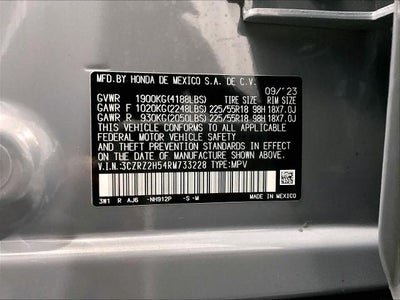 MFD.BY HONDA DE MEXICO S.A. DE C.V. 09/'23
GVWR 1900KG(4188LBS) TIRE SIZE RIM SIZE
GAWR F 1020KG(2248LBS) 225/55R18 98H 18X7.0J
GAWR R 930KG(2050LBS) 225/55R18 98H 18X7.0J
THIS VEHICLE CONFORMS TO ALL APPLICABLE
FEDERAL MOTOR VEHICLE SAFETY
AND THEFT PREVENTION STANDARDS IN EFFECT ON
THE DATE OF MANUFACTURE SHOWN ABOVE.
V.I.N.:3CZRZ2H54RM733220 TYPE:MPV
3W1 R AJ6 -NH912P -S -M
MADE IN MEXICO